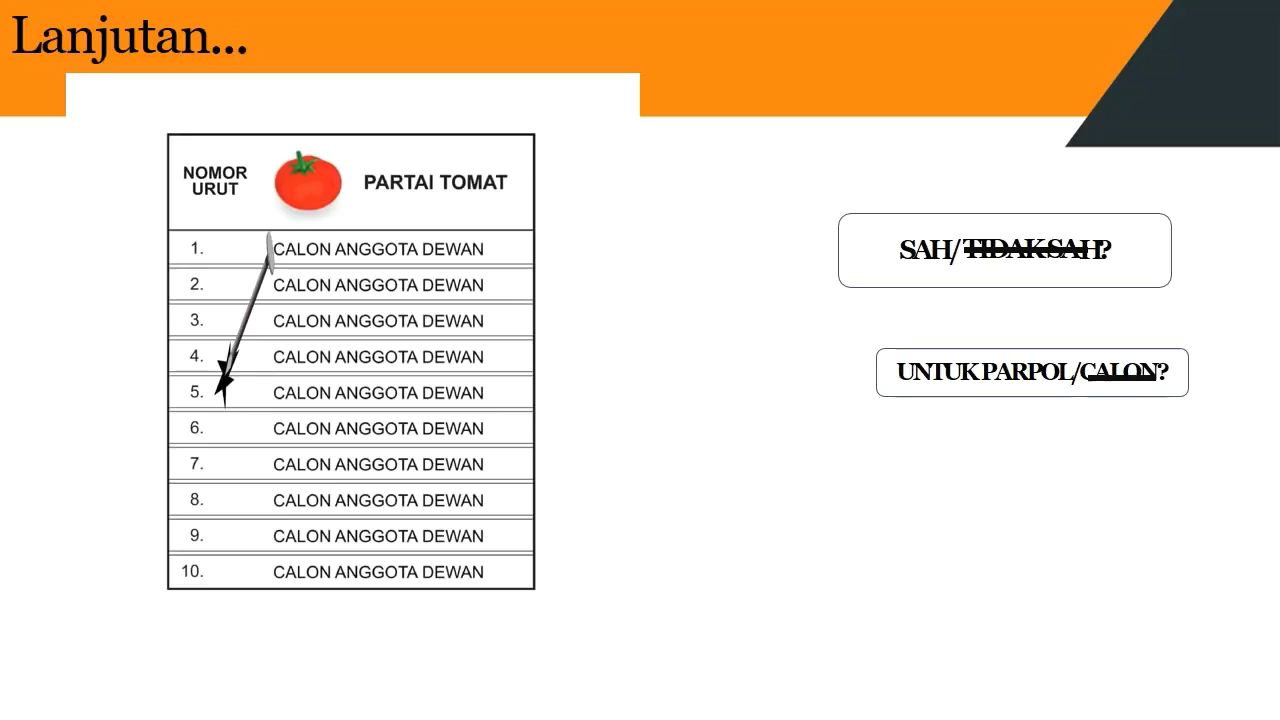 Lanjutan...
NOMOR
URUT
PARTAI TOMAT
1. CALON ANGGOTA DEWAN
2. CALON ANGGOTA DEWAN
3. CALON ANGGOTA DEWAN
4. CALON ANGGOTA DEWAN
5. CALON ANGGOTA DEWAN
6. CALON ANGGOTA DEWAN
7. CALON ANGGOTA DEWAN
8. CALON ANGGOTA DEWAN
9. CALON ANGGOTA DEWAN
10. CALON ANGGOTA DEWAN
SAH/ TIDAK SAH?
UNTUK PARPOL/CALON?